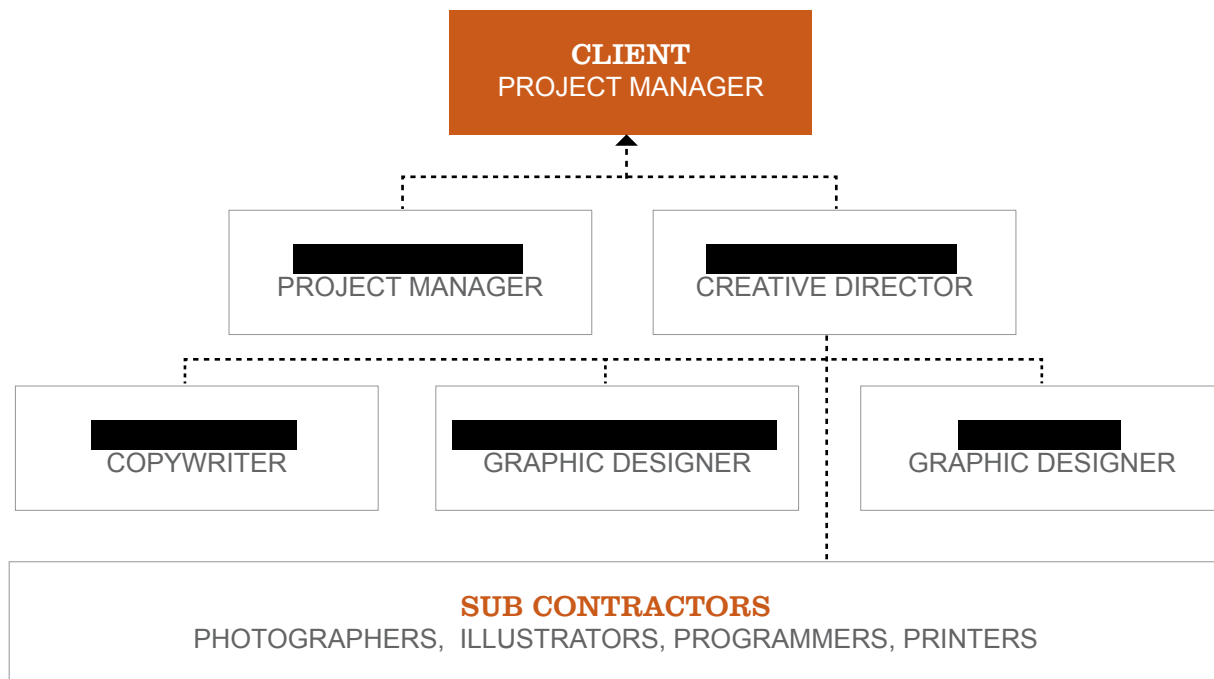 CLIENT
PROJECT MANAGER
PROJECT MANAGER
CREATIVE DIRECTOR
COPYWRITER
GRAPHIC DESIGNER
GRAPHIC DESIGNER
SUB CONTRACTORS
PHOTOGRAPHERS, ILLUSTRATORS, PROGRAMMERS, PRINTERS